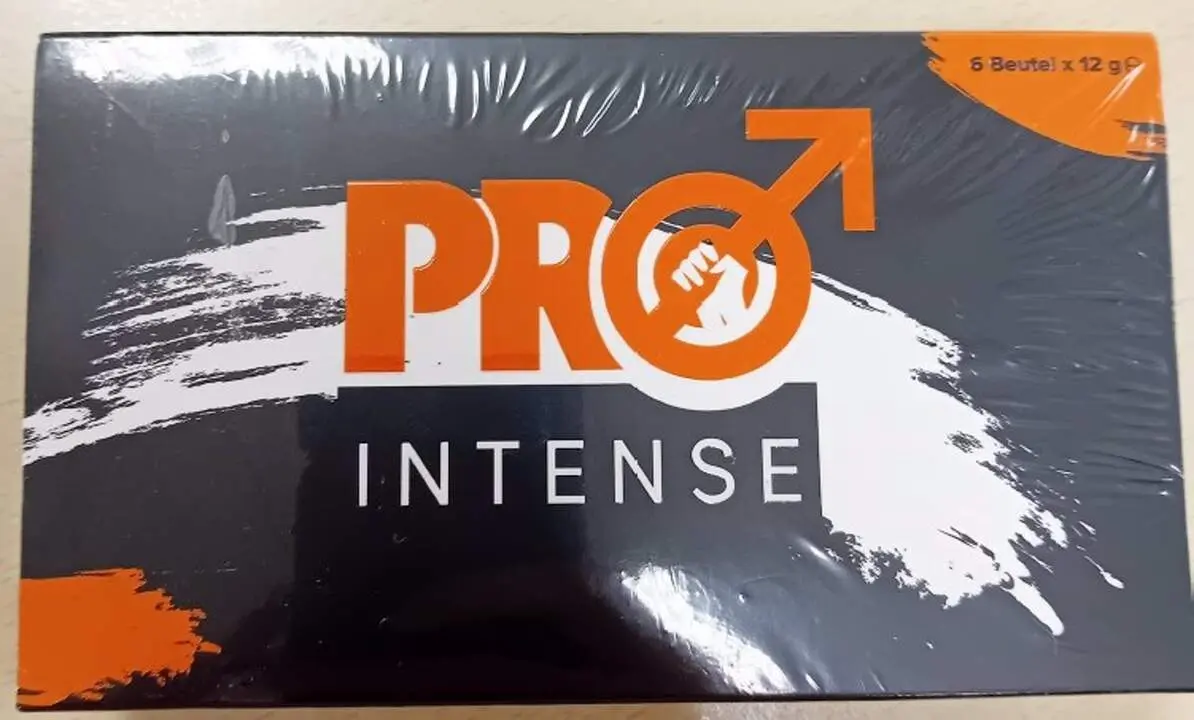 6 Beutel x 12 g ℮
PRO
INTENSE